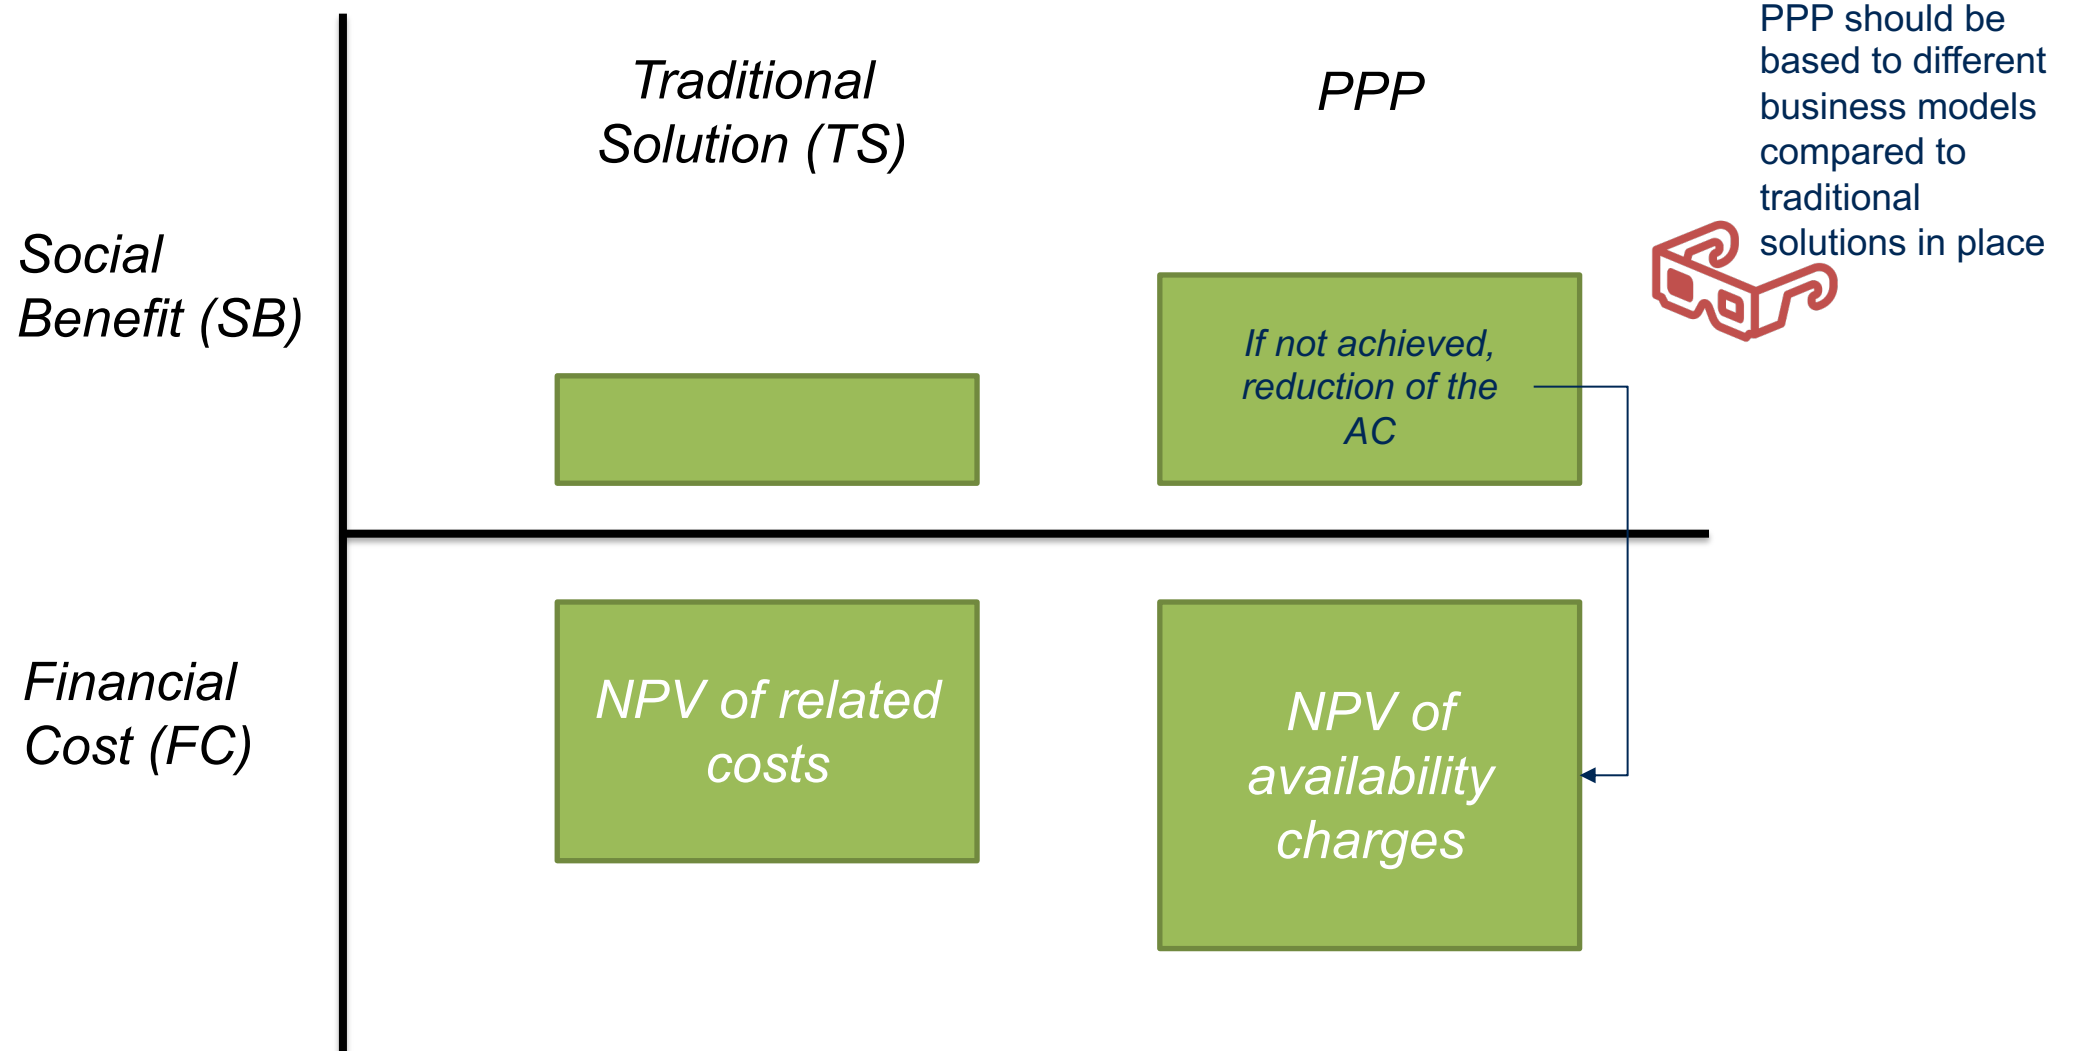 Traditional
Solution (TS)
PPP
PPP should be
based to different
business models
compared to
traditional
solutions in place
Social
Benefit (SB)
If not achieved,
reduction of the
AC
Financial
Cost (FC)
NPV of related
costs
NPV of
availability
charges